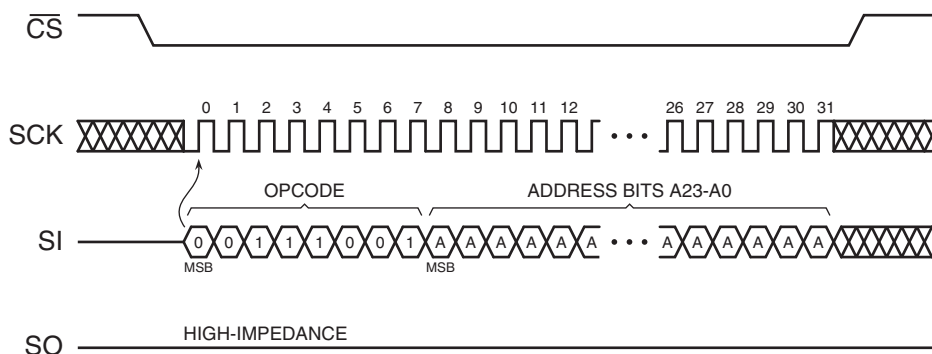 CS
SCK
0 1 2 3 4 5 6 7 8 9 10 11 12 26 27 28 29 30 31
OPCODE
ADDRESS BITS A23-A0
SI
0 0 1 1 1 0 0 1 A A A A A A A A A A A A
MSB
MSB
SO
HIGH-IMPEDANCE